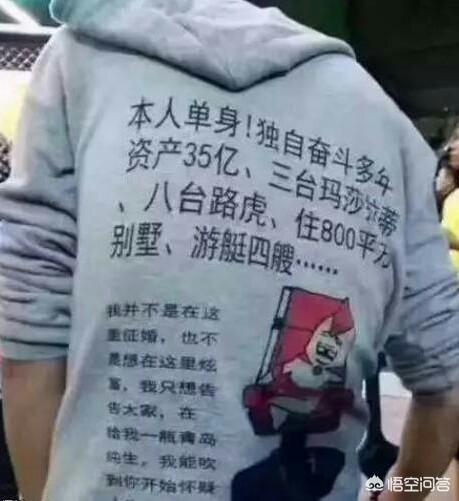 本人单身!独自奋斗多年
资产35亿、三台玛莎拉蒂
、八台路虎、住800平方
别墅、游艇四艘……
我并不是在这
里征婚，也不
是想在这里炫
富，我只想告
告大家，在
给我一瓶青岛
纯生，我能吹
到你开始怀疑
悟空问答